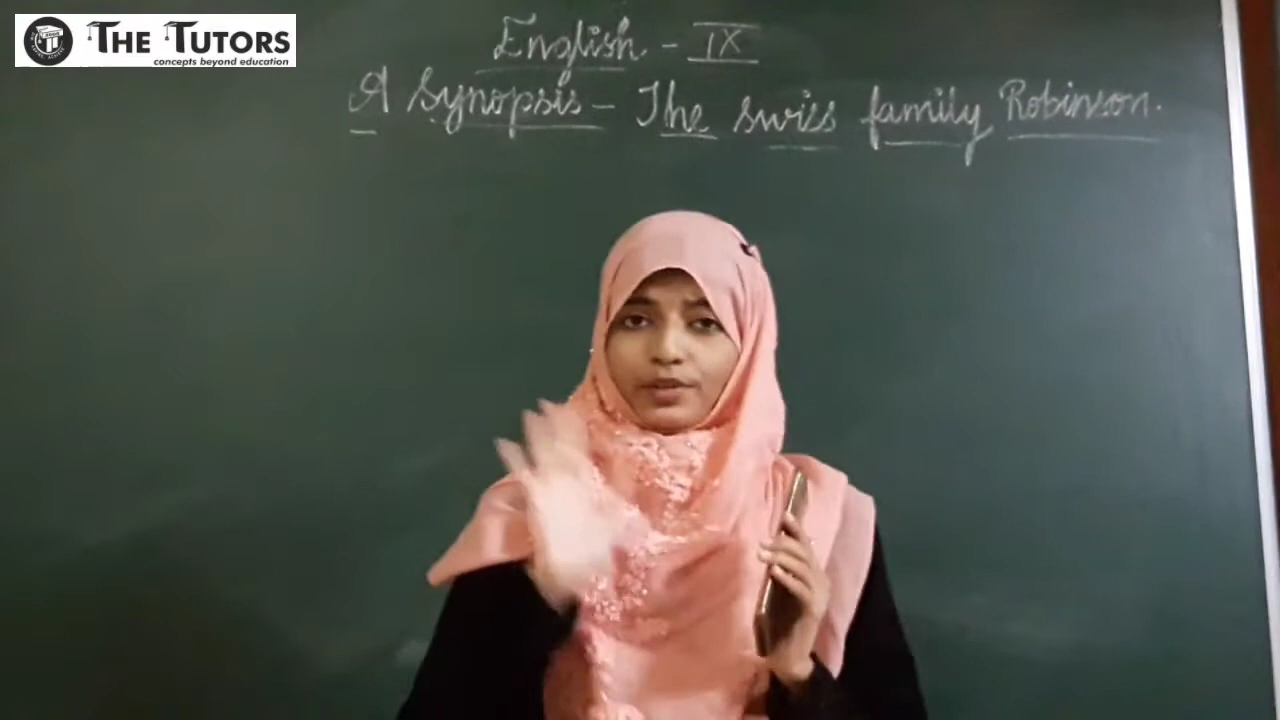 THE TUTORS
concepts beyond education
English - IX
A Synopsis - The swiss family Robinson.